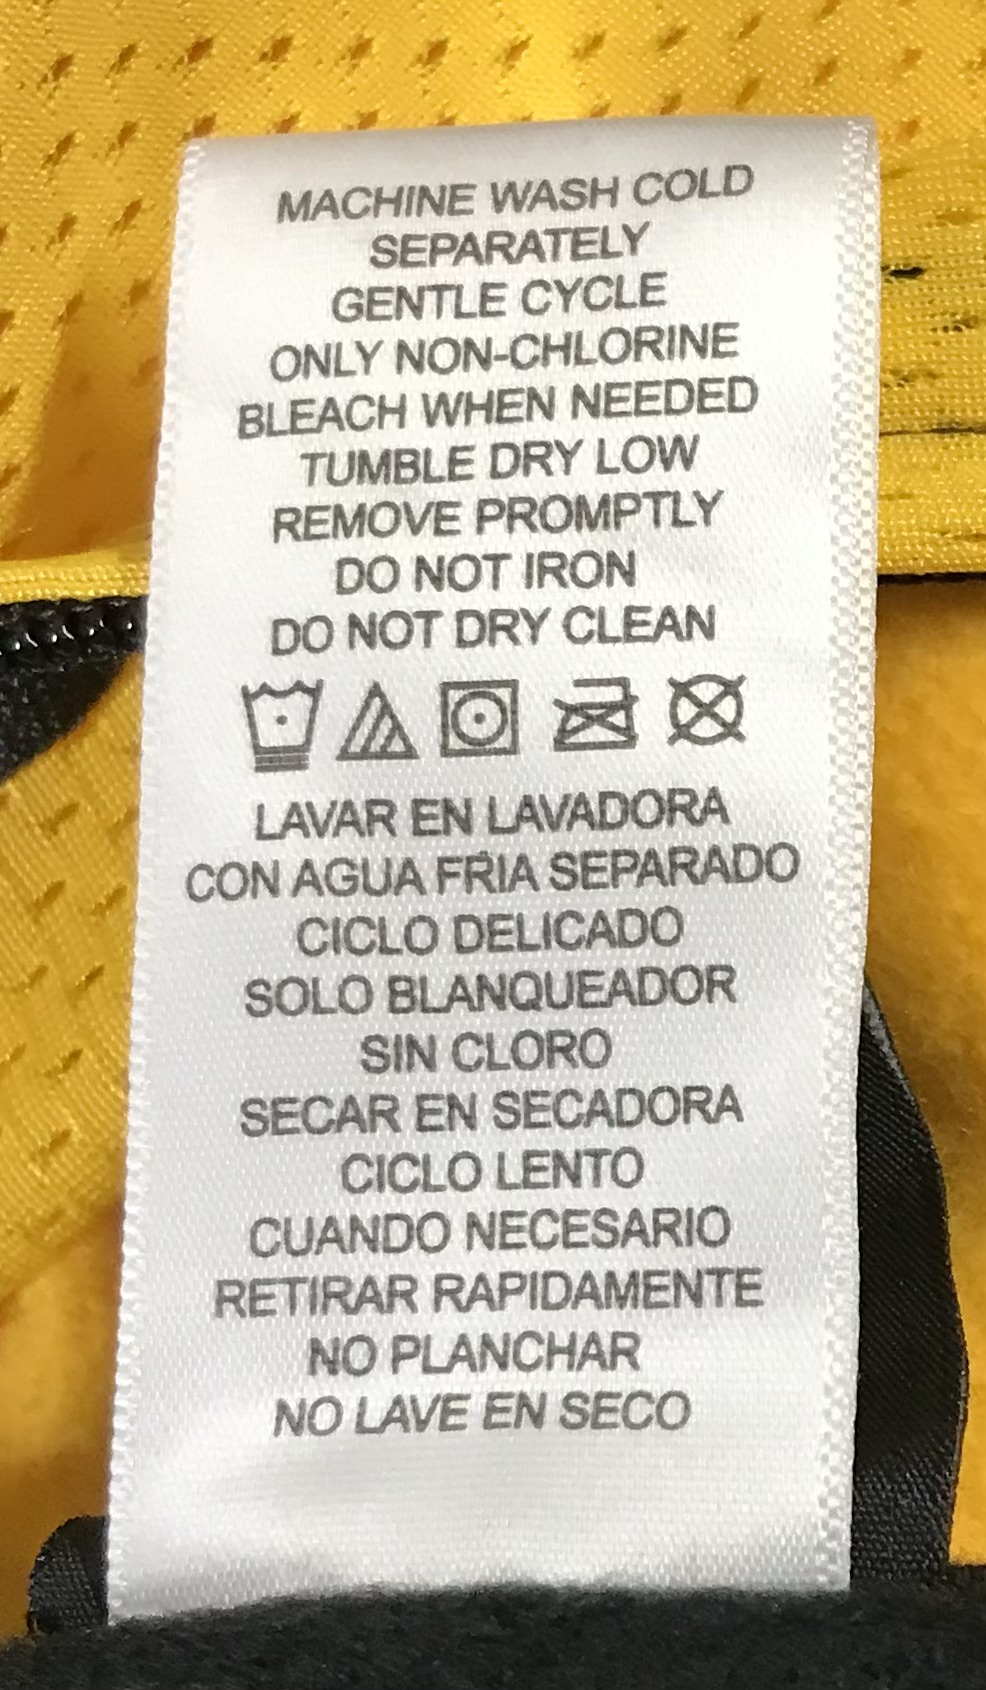 MACHINE WASH COLD
SEPARATELY
GENTLE CYCLE
ONLY NON-CHLORINE
BLEACH WHEN NEEDED
TUMBLE DRY LOW
REMOVE PROMPTLY
DO NOT IRON
DO NOT DRY CLEAN
LAVAR EN LAVADORA
CON AGUA FRIA SEPARADO
CICLO DELICADO
SOLO BLANQUEADOR
SIN CLORO
SECAR EN SECADORA
CICLO LENTO
CUANDO NECESARIO
RETIRAR RAPIDAMENTE
NO PLANCHAR
NO LAVE EN SECO